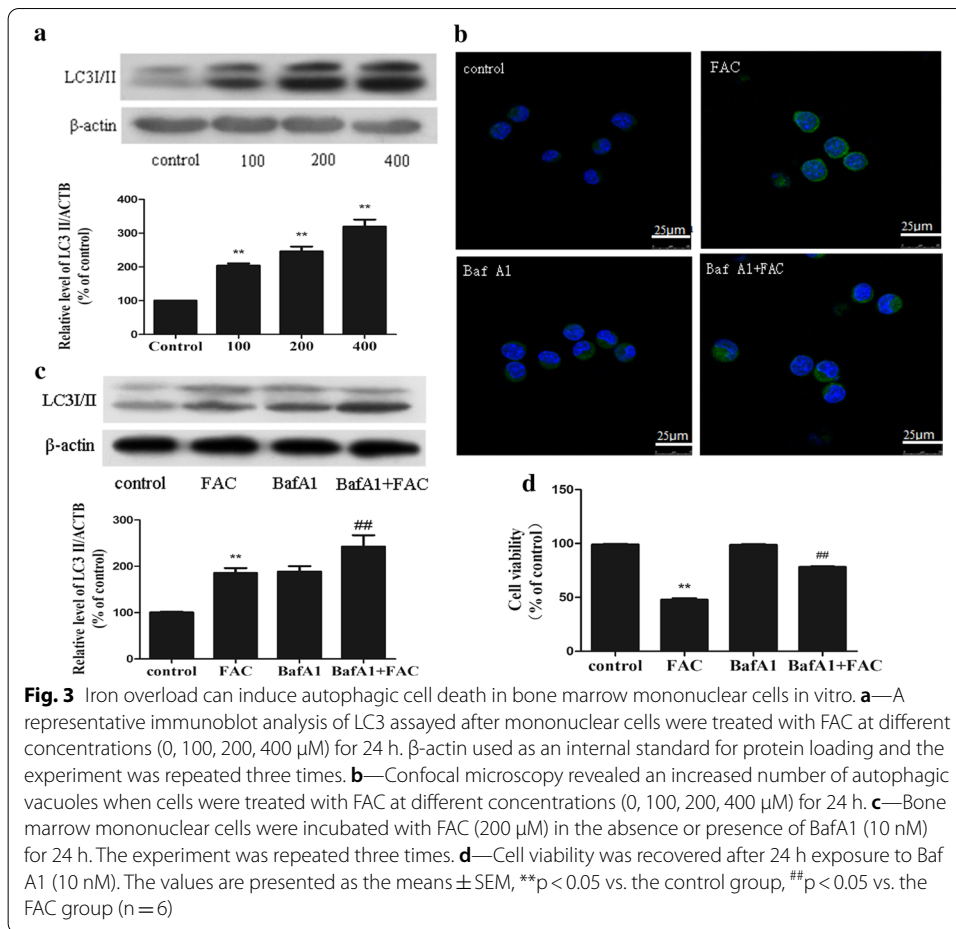 a
LC3I/II
β-actin
control 100 200 400
Relative level of LC3 II/ACTB
(% of control)
400
300
200
100
0
** ** **
Control 100 200 400
b
control
25μm
FAC
25μm
Baf A1
25μm
Baf A1+FAC
25μm
c
LC3I/II
β-actin
control FAC BafA1 BafA1+FAC
Relative level of LC3 II/ACTB
(% of control)
300
200
100
0
** ##
control FAC BafA1 BafA1+FAC
d
Cell viability
(% of control)
150
100
50
0
** ##
control FAC BafA1 BafA1+FAC
Fig. 3 Iron overload can induce autophagic cell death in bone marrow mononuclear cells in vitro. a—A
representative immunoblot analysis of LC3 assayed after mononuclear cells were treated with FAC at different
concentrations (0, 100, 200, 400 μM) for 24 h. β-actin used as an internal standard for protein loading and the
experiment was repeated three times. b—Confocal microscopy revealed an increased number of autophagic
vacuoles when cells were treated with FAC at different concentrations (0, 100, 200, 400 μM) for 24 h. c—Bone
marrow mononuclear cells were incubated with FAC (200 μM) in the absence or presence of BafA1 (10 nM)
for 24 h. The experiment was repeated three times. d—Cell viability was recovered after 24 h exposure to Baf
A1 (10 nM). The values are presented as the means ± SEM, **p < 0.05 vs. the control group, ##p < 0.05 vs. the
FAC group (n = 6)